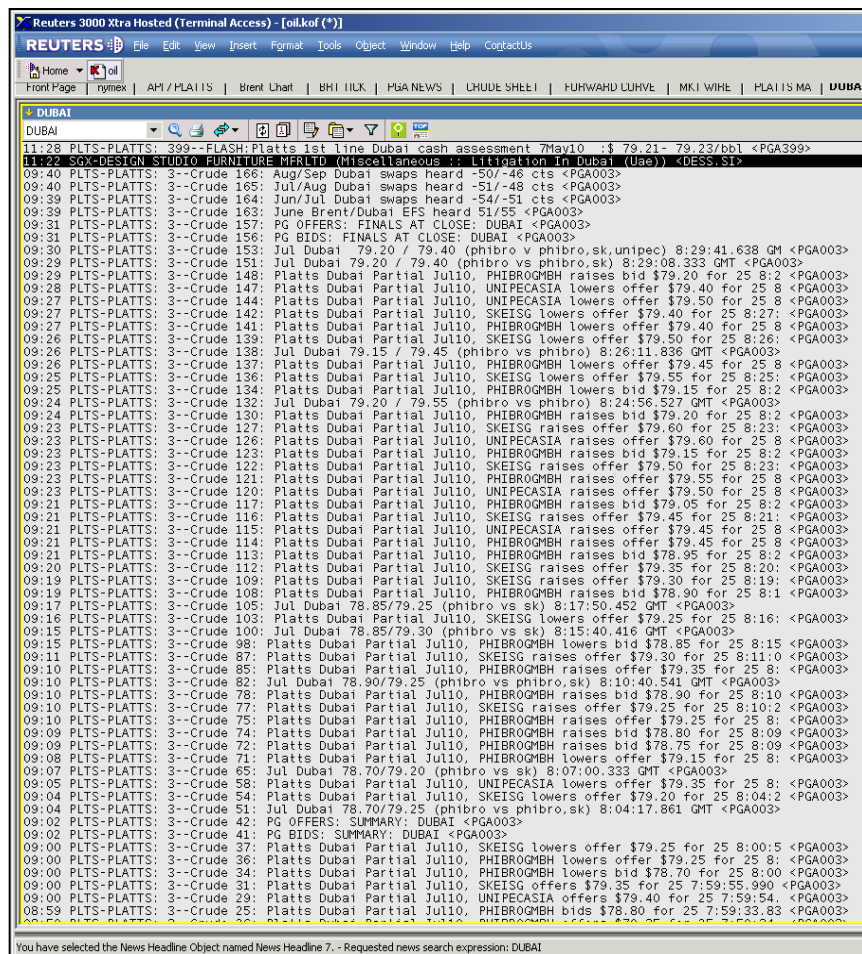 Reuters 3000 Xtra Hosted (Terminal Access) - [oil.kof (*)]
REUTERS File Edit View Insert Format Tools Object Window Help ContactUs
Home oil
Front Page | nymex | API / PLATTS | Brent Chart | BRT TICK | PGA NEWS | CRUDE SHEET | FORWARD CURVE | MKT WIRE | PLATTS MA | DUBA
DUBAI
DUBAI
11:28 PLTS-PLATTS: 399--FLASH:Platts 1st line Dubai cash assessment 7May10 :$ 79.21- 79.23/bbl <PGA399>
11:22 SGX-DESIGN STUDIO FURNITURE MFRLTD (Miscellaneous :: Litigation In Dubai (Uae)) <DESS.SI>
09:40 PLTS-PLATTS: 3--Crude 166: Aug/Sep Dubai swaps heard -50/-46 cts <PGA003>
09:40 PLTS-PLATTS: 3--Crude 165: Jul/Aug Dubai swaps heard -51/-48 cts <PGA003>
09:39 PLTS-PLATTS: 3--Crude 164: Jun/Jul Dubai swaps heard -54/-51 cts <PGA003>
09:39 PLTS-PLATTS: 3--Crude 163: June Brent/Dubai EFS heard 51/55 <PGA003>
09:31 PLTS-PLATTS: 3--Crude 157: PG OFFERS: FINALS AT CLOSE: DUBAI <PGA003>
09:31 PLTS-PLATTS: 3--Crude 156: PG BIDS: FINALS AT CLOSE: DUBAI <PGA003>
09:30 PLTS-PLATTS: 3--Crude 153: Jul Dubai 79.20 / 79.40 (phibro v phibro,sk,unipec) 8:29:41.638 GM <PGA003>
09:29 PLTS-PLATTS: 3--Crude 151: Jul Dubai 79.20 / 79.40 (phibro vs phibro,sk) 8:29:08.333 GMT <PGA003>
09:29 PLTS-PLATTS: 3--Crude 148: Platts Dubai Partial Jul10, PHIBROGMBH raises bid $79.20 for 25 8:2 <PGA003>
09:28 PLTS-PLATTS: 3--Crude 147: Platts Dubai Partial Jul10, UNIPECASIA lowers offer $79.40 for 25 8 <PGA003>
09:27 PLTS-PLATTS: 3--Crude 144: Platts Dubai Partial Jul10, UNIPECASIA lowers offer $79.50 for 25 8 <PGA003>
09:27 PLTS-PLATTS: 3--Crude 142: Platts Dubai Partial Jul10, SKEISG lowers offer $79.40 for 25 8:27: <PGA003>
09:27 PLTS-PLATTS: 3--Crude 141: Platts Dubai Partial Jul10, PHIBROGMBH lowers offer $79.40 for 25 8 <PGA003>
09:26 PLTS-PLATTS: 3--Crude 139: Platts Dubai Partial Jul10, SKEISG lowers offer $79.50 for 25 8:26: <PGA003>
09:26 PLTS-PLATTS: 3--Crude 138: Jul Dubai 79.15 / 79.45 (phibro vs phibro) 8:26:11.836 GMT <PGA003>
09:26 PLTS-PLATTS: 3--Crude 137: Platts Dubai Partial Jul10, PHIBROGMBH lowers offer $79.45 for 25 8 <PGA003>
09:25 PLTS-PLATTS: 3--Crude 136: Platts Dubai Partial Jul10, SKEISG lowers offer $79.55 for 25 8:25: <PGA003>
09:25 PLTS-PLATTS: 3--Crude 134: Platts Dubai Partial Jul10, PHIBROGMBH lowers bid $79.15 for 25 8:2 <PGA003>
09:24 PLTS-PLATTS: 3--Crude 132: Jul Dubai 79.20 / 79.55 (phibro vs phibro) 8:24:56.527 GMT <PGA003>
09:24 PLTS-PLATTS: 3--Crude 130: Platts Dubai Partial Jul10, PHIBROGMBH raises bid $79.20 for 25 8:2 <PGA003>
09:23 PLTS-PLATTS: 3--Crude 127: Platts Dubai Partial Jul10, SKEISG raises offer $79.60 for 25 8:23: <PGA003>
09:23 PLTS-PLATTS: 3--Crude 126: Platts Dubai Partial Jul10, UNIPECASIA raises offer $79.60 for 25 8 <PGA003>
09:23 PLTS-PLATTS: 3--Crude 123: Platts Dubai Partial Jul10, PHIBROGMBH raises bid $79.15 for 25 8:2 <PGA003>
09:23 PLTS-PLATTS: 3--Crude 122: Platts Dubai Partial Jul10, SKEISG raises offer $79.50 for 25 8:23: <PGA003>
09:23 PLTS-PLATTS: 3--Crude 121: Platts Dubai Partial Jul10, PHIBROGMBH raises offer $79.55 for 25 8 <PGA003>
09:23 PLTS-PLATTS: 3--Crude 120: Platts Dubai Partial Jul10, UNIPECASIA raises offer $79.50 for 25 8 <PGA003>
09:21 PLTS-PLATTS: 3--Crude 117: Platts Dubai Partial Jul10, PHIBROGMBH raises bid $79.05 for 25 8:2 <PGA003>
09:21 PLTS-PLATTS: 3--Crude 116: Platts Dubai Partial Jul10, SKEISG raises offer $79.45 for 25 8:21: <PGA003>
09:21 PLTS-PLATTS: 3--Crude 115: Platts Dubai Partial Jul10, UNIPECASIA raises offer $79.45 for 25 8 <PGA003>
09:21 PLTS-PLATTS: 3--Crude 114: Platts Dubai Partial Jul10, PHIBROGMBH raises offer $79.45 for 25 8 <PGA003>
09:21 PLTS-PLATTS: 3--Crude 113: Platts Dubai Partial Jul10, PHIBROGMBH raises bid $78.95 for 25 8:2 <PGA003>
09:20 PLTS-PLATTS: 3--Crude 112: Platts Dubai Partial Jul10, SKEISG raises offer $79.35 for 25 8:20: <PGA003>
09:19 PLTS-PLATTS: 3--Crude 109: Platts Dubai Partial Jul10, SKEISG raises offer $79.30 for 25 8:19: <PGA003>
09:19 PLTS-PLATTS: 3--Crude 108: Platts Dubai Partial Jul10, PHIBROGMBH raises bid $78.90 for 25 8:1 <PGA003>
09:17 PLTS-PLATTS: 3--Crude 105: Jul Dubai 78.85/79.25 (phibro vs sk) 8:17:50.452 GMT <PGA003>
09:16 PLTS-PLATTS: 3--Crude 103: Platts Dubai Partial Jul10, SKEISG lowers offer $79.25 for 25 8:16: <PGA003>
09:15 PLTS-PLATTS: 3--Crude 100: Jul Dubai 78.85/79.30 (phibro vs sk) 8:15:40.416 GMT <PGA003>
09:15 PLTS-PLATTS: 3--Crude 98: Platts Dubai Partial Jul10, PHIBROGMBH lowers bid $78.85 for 25 8:15 <PGA003>
09:11 PLTS-PLATTS: 3--Crude 87: Platts Dubai Partial Jul10, SKEISG raises offer $79.30 for 25 8:11:0 <PGA003>
09:10 PLTS-PLATTS: 3--Crude 85: Platts Dubai Partial Jul10, PHIBROGMBH raises offer $79.35 for 25 8: <PGA003>
09:10 PLTS-PLATTS: 3--Crude 82: Jul Dubai 78.90/79.25 (phibro vs phibro,sk) 8:10:40.541 GMT <PGA003>
09:10 PLTS-PLATTS: 3--Crude 78: Platts Dubai Partial Jul10, PHIBROGMBH raises bid $78.90 for 25 8:10 <PGA003>
09:10 PLTS-PLATTS: 3--Crude 77: Platts Dubai Partial Jul10, SKEISG raises offer $79.25 for 25 8:10:2 <PGA003>
09:10 PLTS-PLATTS: 3--Crude 75: Platts Dubai Partial Jul10, PHIBROGMBH raises offer $79.25 for 25 8: <PGA003>
09:09 PLTS-PLATTS: 3--Crude 74: Platts Dubai Partial Jul10, PHIBROGMBH raises bid $78.80 for 25 8:09 <PGA003>
09:09 PLTS-PLATTS: 3--Crude 72: Platts Dubai Partial Jul10, PHIBROGMBH raises bid $78.75 for 25 8:09 <PGA003>
09:08 PLTS-PLATTS: 3--Crude 71: Platts Dubai Partial Jul10, PHIBROGMBH lowers offer $79.15 for 25 8: <PGA003>
09:07 PLTS-PLATTS: 3--Crude 65: Jul Dubai 78.70/79.20 (phibro vs sk) 8:07:00.333 GMT <PGA003>
09:05 PLTS-PLATTS: 3--Crude 58: Platts Dubai Partial Jul10, UNIPECASIA lowers offer $79.35 for 25 8: <PGA003>
09:04 PLTS-PLATTS: 3--Crude 54: Platts Dubai Partial Jul10, SKEISG lowers offer $79.20 for 25 8:04:2 <PGA003>
09:04 PLTS-PLATTS: 3--Crude 51: Jul Dubai 78.70/79.25 (phibro vs phibro,sk) 8:04:17.861 GMT <PGA003>
09:02 PLTS-PLATTS: 3--Crude 42: PG OFFERS: SUMMARY: DUBAI <PGA003>
09:02 PLTS-PLATTS: 3--Crude 41: PG BIDS: SUMMARY: DUBAI <PGA003>
09:00 PLTS-PLATTS: 3--Crude 37: Platts Dubai Partial Jul10, SKEISG lowers offer $79.25 for 25 8:00:5 <PGA003>
09:00 PLTS-PLATTS: 3--Crude 36: Platts Dubai Partial Jul10, PHIBROGMBH lowers offer $79.25 for 25 8: <PGA003>
09:00 PLTS-PLATTS: 3--Crude 34: Platts Dubai Partial Jul10, PHIBROGMBH lowers bid $78.70 for 25 8:00 <PGA003>
09:00 PLTS-PLATTS: 3--Crude 31: Platts Dubai Partial Jul10, SKEISG offers $79.35 for 25 7:59:55.990 <PGA003>
09:00 PLTS-PLATTS: 3--Crude 29: Platts Dubai Partial Jul10, UNIPECASIA offers $79.40 for 25 7:59:54. <PGA003>
08:59 PLTS-PLATTS: 3--Crude 25: Platts Dubai Partial Jul10, PHIBROGMBH bids $78.80 for 25 7:59:33.83 <PGA003>
You have selected the News Headline Object named News Headline 7. - Requested news search expression: DUBAI